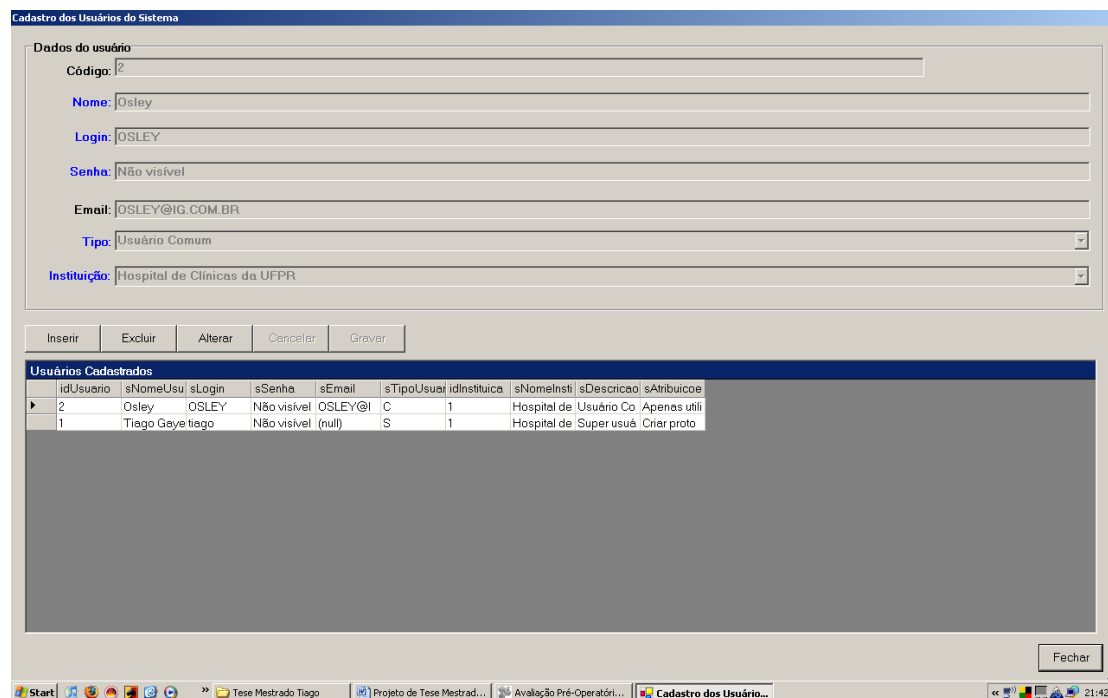 Cadastro dos Usuários do Sistema
Dados do usuário
Código: 2
Nome: Osley
Login: OSLEY
Senha: Não visível
Email: OSLEY@IG.COM.BR
Tipo: Usuário Comum
Instituição: Hospital de Clínicas da UFPR
Inserir Excluir Alterar Cancelar Gravar
Usuários Cadastrados
idUsuario sNomeUsu sLogin sSenha sEmail sTipoUsuar idInstituica sNomeInsti sDescricao sAtribuicoe
2 Osley OSLEY Não visível OSLEY@I C 1 Hospital de Usuário Co Apenas utili
1 Tiago Gaye tiago Não visível (null) S 1 Hospital de Super usuá Criar proto
Fechar
Start » Tese Mestrado Tiago Projeto de Tese Mestrad... Avaliação Pré-Operatóri... Cadastro dos Usuário... « 21:42